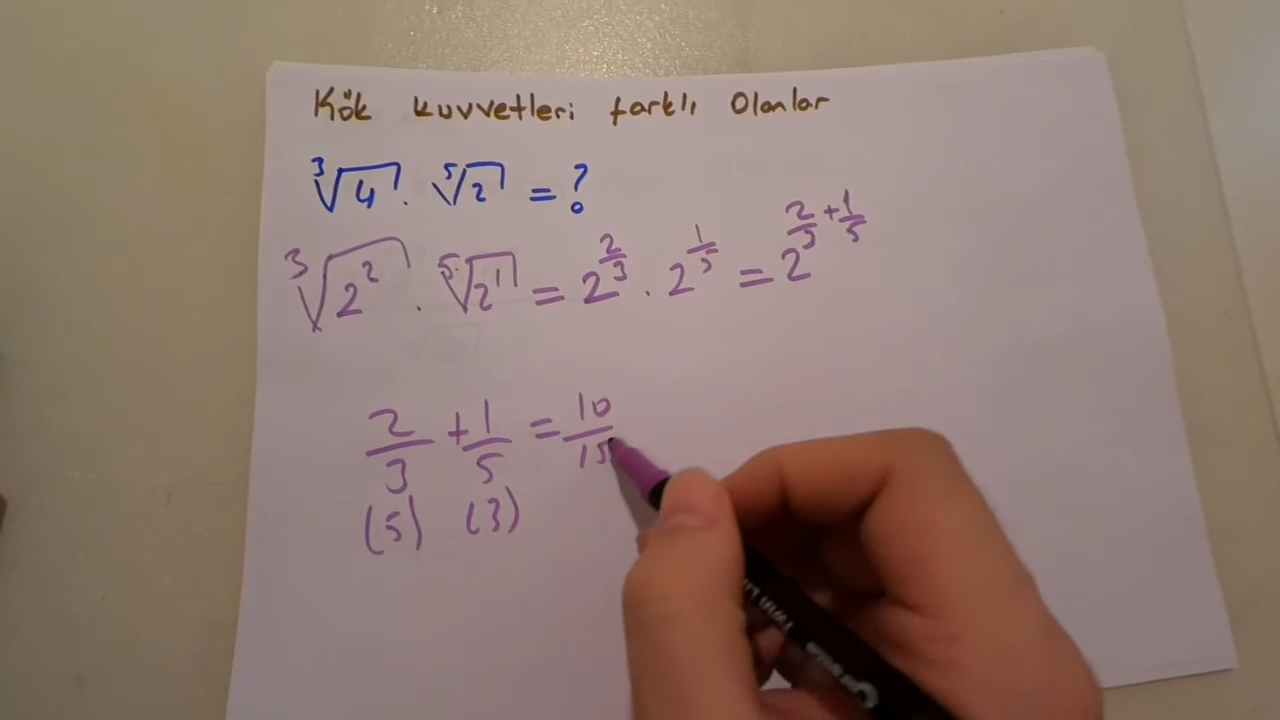 Kök kuvvetleri farklı Olanlar
∛4 . ⁵√2 = ?
∛2² . ⁵√2¹ = 2^(2/3) . 2^(1/5) = 2^(2/3 + 1/5)
2/3 + 1/5 = 10/15
(5) (3)